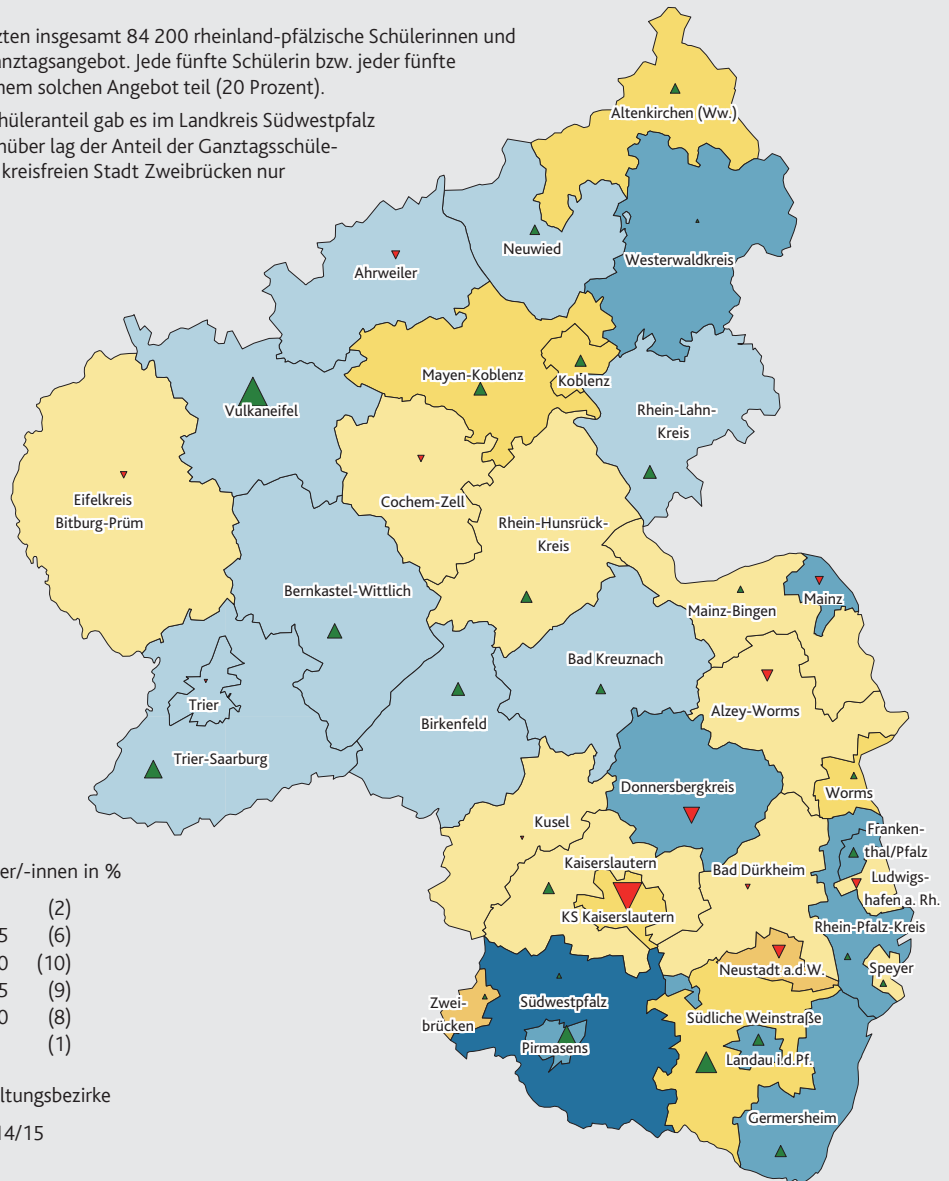 zten insgesamt 84 200 rheinland-pfälzische Schülerinnen und
anztagsangebot. Jede fünfte Schülerin bzw. jeder fünfte
nem solchen Angebot teil (20 Prozent).
hüleranteil gab es im Landkreis Südwestpfalz
nüber lag der Anteil der Ganztagsschüle-
kreisfreien Stadt Zweibrücken nur
Altenkirchen (Ww.)
Neuwied
Westerwaldkreis
Ahrweiler
Mayen-Koblenz
Koblenz
Vulkaneifel
Rhein-Lahn-
Kreis
Eifelkreis
Bitburg-Prüm
Cochem-Zell
Rhein-Hunsrück-
Kreis
Bernkastel-Wittlich
Mainz-Bingen
Mainz
Bad Kreuznach
Trier
Birkenfeld
Alzey-Worms
Trier-Saarburg
Donnersbergkreis
Worms
Kusel
Franken-
thal/Pfalz
Kaiserslautern
Bad Dürkheim
Ludwigs-
hafen a. Rh.
KS Kaiserslautern
Rhein-Pfalz-Kreis
Neustadt a.d.W.
Speyer
Zwei-
brücken
Südwestpfalz
Südliche Weinstraße
Pirmasens
Landau i.d.Pf.
Germersheim
er/-innen in %
(2)
5 (6)
0 (10)
5 (9)
0 (8)
(1)
ltungsbezirke
14/15